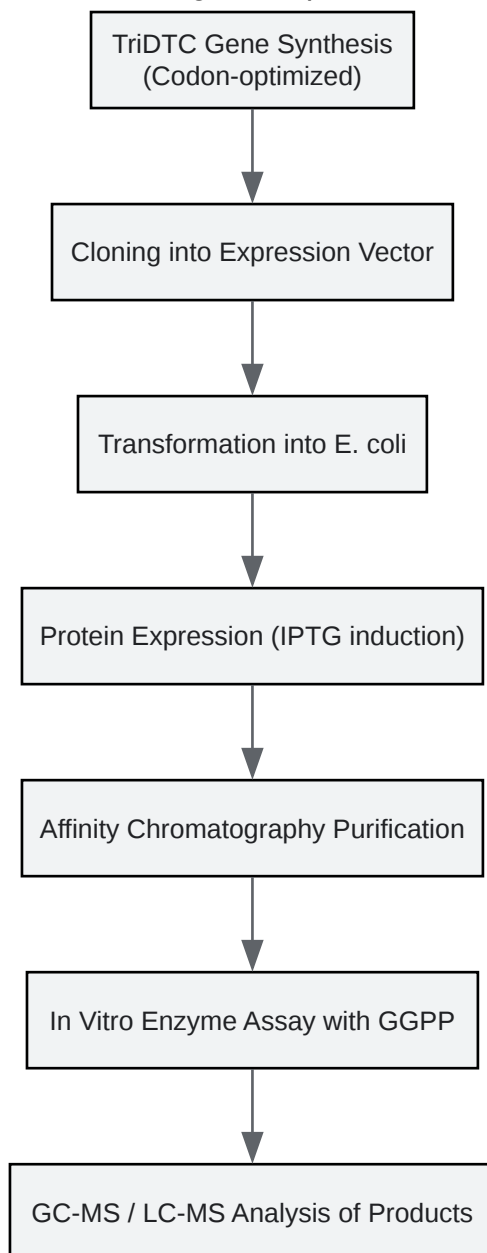 TriDTC Gene Synthesis
(Codon-optimized)
Cloning into Expression Vector
Transformation into E. coli
Protein Expression (IPTG induction)
Affinity Chromatography Purification
In Vitro Enzyme Assay with GGPP
GC-MS / LC-MS Analysis of Products